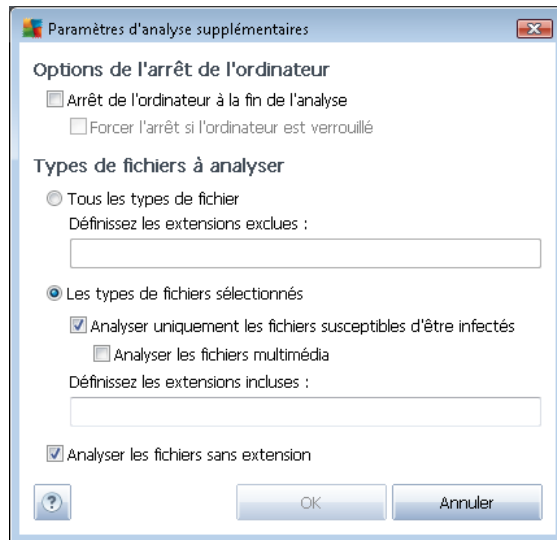 Paramètres d'analyse supplémentaires
Options de l'arrêt de l'ordinateur
Arrêt de l'ordinateur à la fin de l'analyse
Forcer l'arrêt si l'ordinateur est verrouillé
Types de fichiers à analyser
Tous les types de fichier
Définissez les extensions exclues :
Les types de fichiers sélectionnés
Analyser uniquement les fichiers susceptibles d'être infectés
Analyser les fichiers multimédia
Définissez les extensions incluses :
Analyser les fichiers sans extension
? OK Annuler